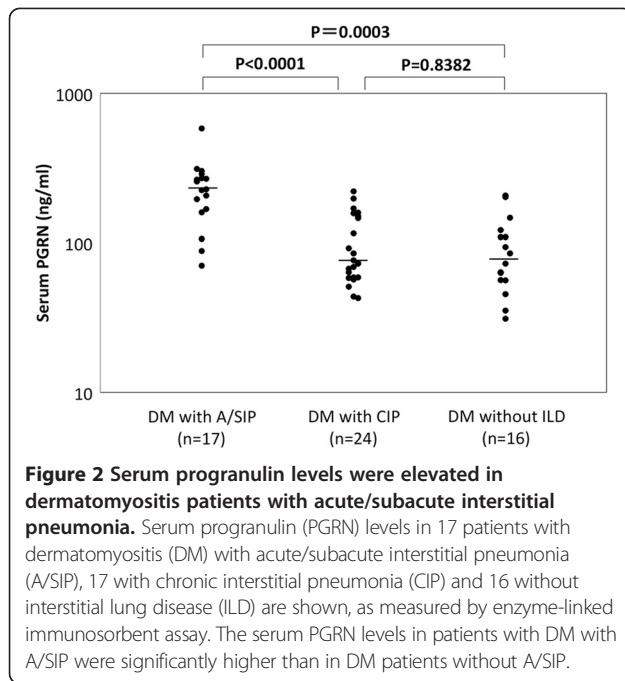 P=0.0003
P<0.0001
P=0.8382
1000
100
10
Serum PGRN (ng/ml)
DM with A/SIP
(n=17)
DM with CIP
(n=24)
DM without ILD
(n=16)
Figure 2 Serum progranulin levels were elevated in
dermatomyositis patients with acute/subacute interstitial
pneumonia. Serum progranulin (PGRN) levels in 17 patients with
dermatomyositis (DM) with acute/subacute interstitial pneumonia
(A/SIP), 17 with chronic interstitial pneumonia (CIP) and 16 without
interstitial lung disease (ILD) are shown, as measured by enzyme-linked
immunosorbent assay. The serum PGRN levels in patients with DM with
A/SIP were significantly higher than in DM patients without A/SIP.